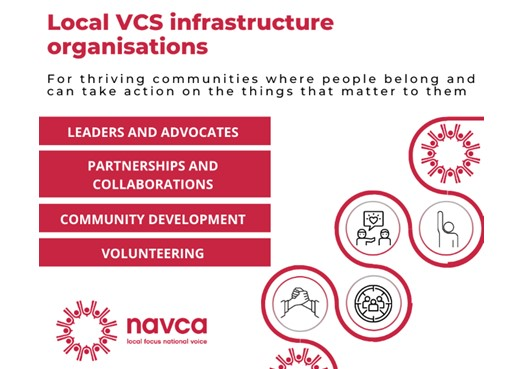 Local VCS infrastructure
organisations
For thriving communities where people belong and
can take action on the things that matter to them
LEADERS AND ADVOCATES
PARTNERSHIPS AND
COLLABORATIONS
COMMUNITY DEVELOPMENT
VOLUNTEERING
navca
local focus national voice